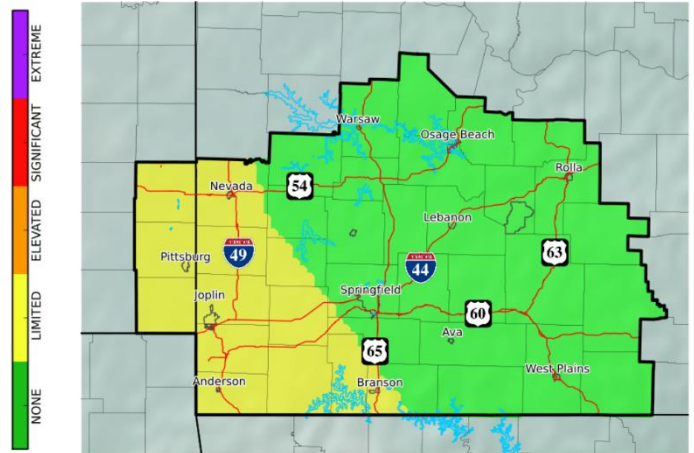 EXTREME
SIGNIFICANT
ELEVATED
LIMITED
NONE
Warsaw
Osage Beach
Rolla
54
Nevada
Lebanon
63
Pittsburg
49
44
Joplin
Springfield
60
Ava
65
West Plains
Anderson
Branson